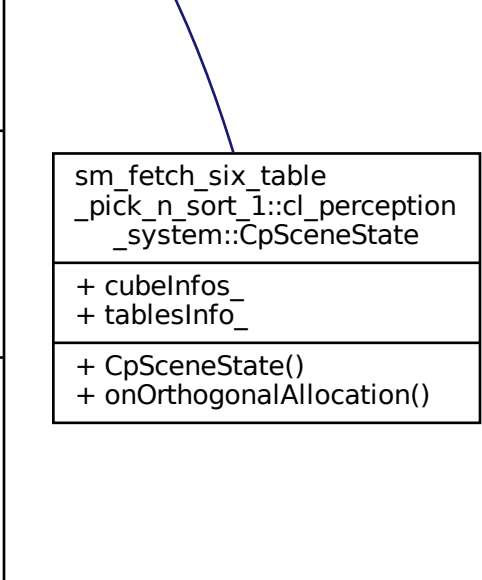 sm_fetch_six_table
_pick_n_sort_1::cl_perception
_system::CpSceneState
+ cubeInfos_
+ tablesInfo_
+ CpSceneState()
+ onOrthogonalAllocation()